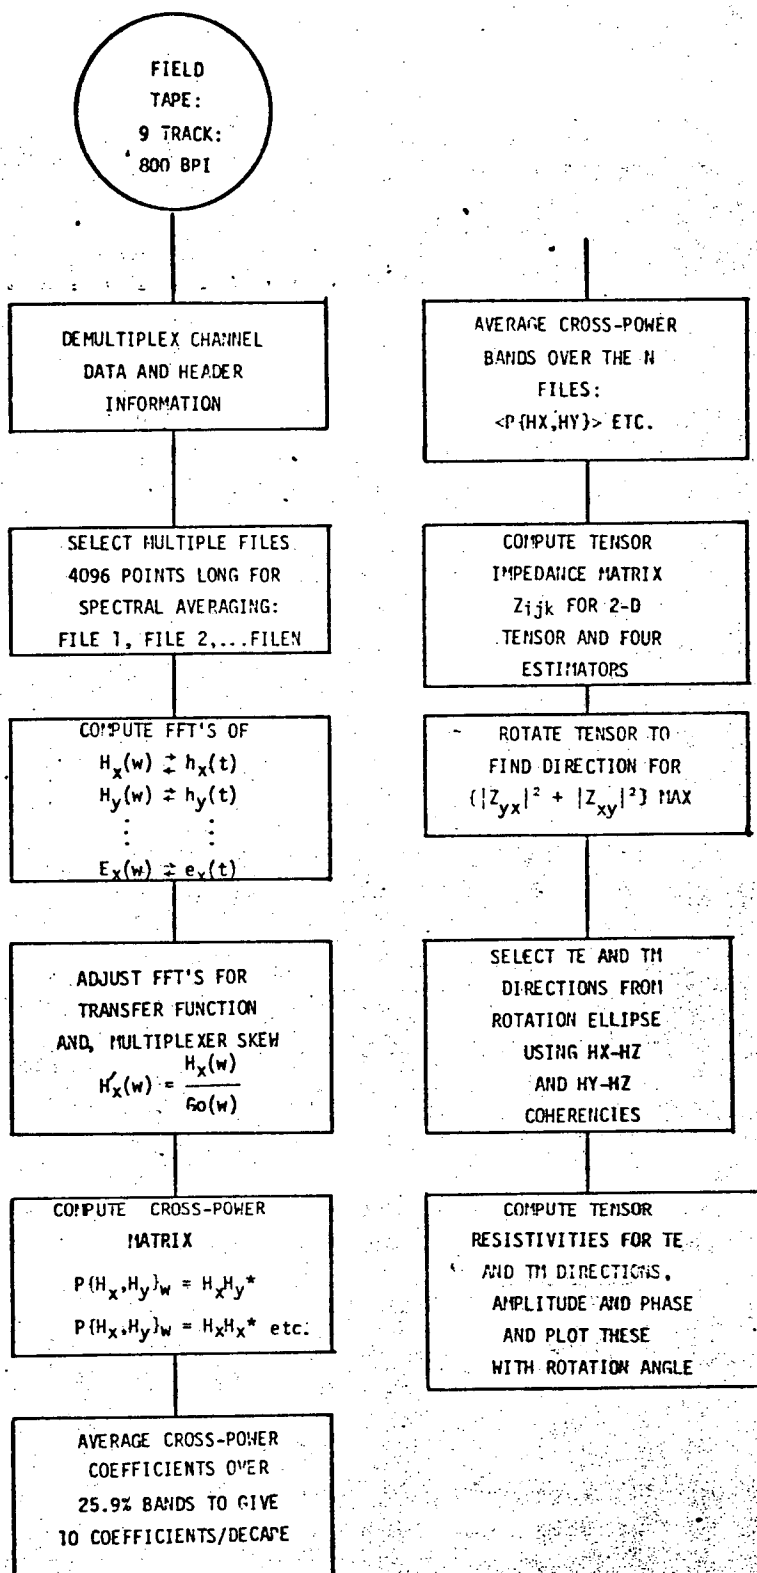 FIELD
TAPE:
9 TRACK:
800 BPI
DEMULTIPLEX CHANNEL
DATA AND HEADER
INFORMATION
SELECT MULTIPLE FILES
4096 POINTS LONG FOR
SPECTRAL AVERAGING:
FILE 1, FILE 2,...FILEN
COMPUTE FFT'S OF
Hx(w) ⇄ hx(t)
Hy(w) ⇄ hy(t)
⋮ ⋮
Ex(w) ⇄ ex(t)
ADJUST FFT'S FOR
TRANSFER FUNCTION
AND, MULTIPLEXER SKEW
H'x(w) = Hx(w) / Go(w)
COMPUTE CROSS-POWER
MATRIX
P{Hx,Hy}w = HxHy*
P{Hx,Hy}w = HxHx* etc.
AVERAGE CROSS-POWER
COEFFICIENTS OVER
25.9% BANDS TO GIVE
10 COEFFICIENTS/DECADE
AVERAGE CROSS-POWER
BANDS OVER THE N
FILES:
<P{HX,HY}> ETC.
COMPUTE TENSOR
IMPEDANCE MATRIX
Zijk FOR 2-D
TENSOR AND FOUR
ESTIMATORS
ROTATE TENSOR TO
FIND DIRECTION FOR
{|Zyx|² + |Zxy|²} MAX
SELECT TE AND TM
DIRECTIONS FROM
ROTATION ELLIPSE
USING HX-HZ
AND HY-HZ
COHERENCIES
COMPUTE TENSOR
RESISTIVITIES FOR TE
AND TM DIRECTIONS,
AMPLITUDE AND PHASE
AND PLOT THESE
WITH ROTATION ANGLE